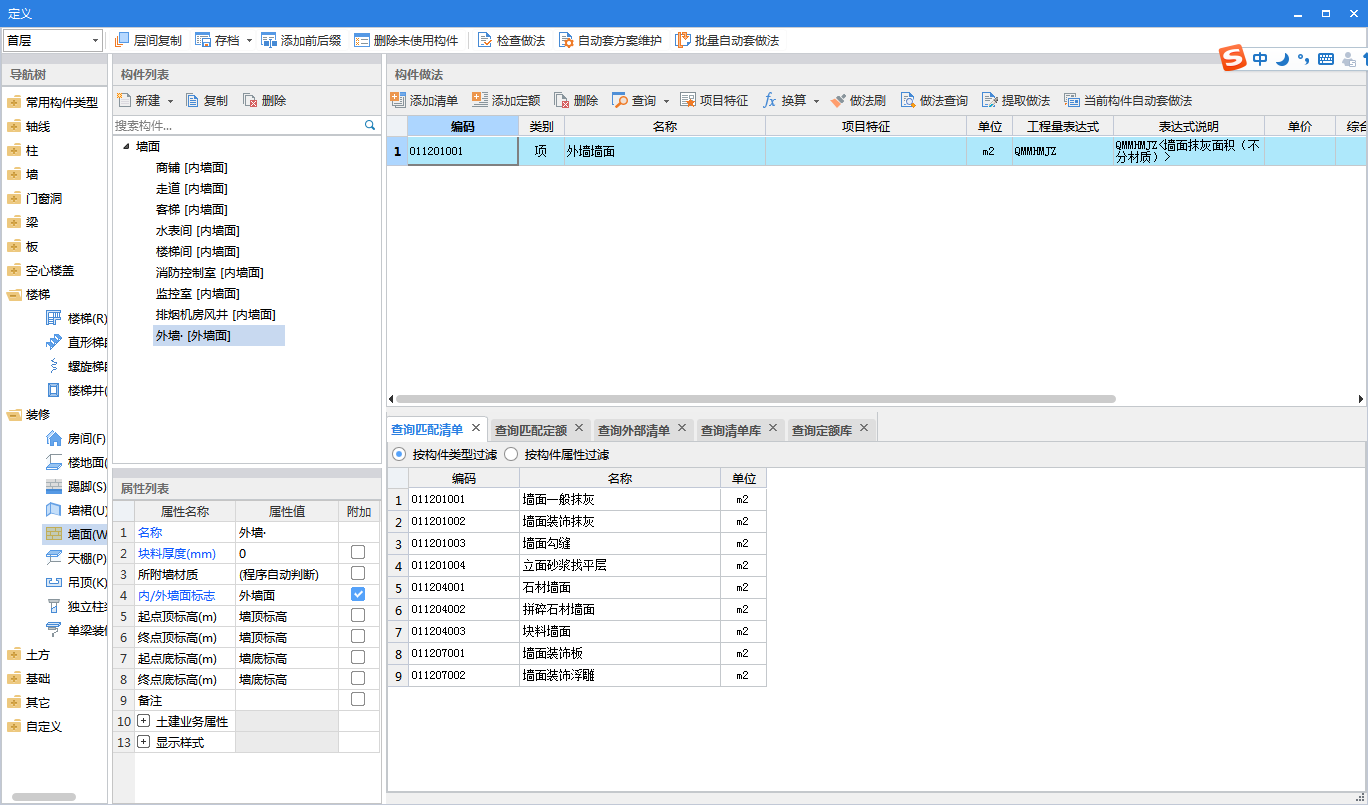 定义
首层 层间复制 存档 添加前后缀 删除未使用构件 检查做法 自动套方案维护 批量自动套做法
中
导航树
常用构件类型
轴线
柱
墙
门窗洞
梁
板
空心楼盖
楼梯
楼梯(R)
直形梯
螺旋梯
楼梯井(
装修
房间(F)
楼地面(
踢脚(S)
墙裙(U)
墙面(W
天棚(P)
吊顶(K)
独立柱
单梁装
土方
基础
其它
自定义
构件列表
新建 复制 删除
搜索构件...
墙面
商铺 [内墙面]
走道 [内墙面]
客梯 [内墙面]
水表间 [内墙面]
楼梯间 [内墙面]
消防控制室 [内墙面]
监控室 [内墙面]
排烟机房风井 [内墙面]
外墙· [外墙面]
属性列表
属性名称 属性值 附加
1 名称 外墙·
2 块料厚度(mm) 0
3 所附墙材质 (程序自动判断)
4 内/外墙面标志 外墙面
5 起点顶标高(m) 墙顶标高
6 终点顶标高(m) 墙顶标高
7 起点底标高(m) 墙底标高
8 终点底标高(m) 墙底标高
9 备注
10 + 土建业务属性
13 + 显示样式
构件做法
添加清单 添加定额 删除 查询 项目特征 fx 换算 做法刷 做法查询 提取做法 当前构件自动套做法
编码 类别 名称 项目特征 单位 工程量表达式 表达式说明 单价 综合
1 011201001 项 外墙墙面 m2 QMMHMJZ QMMHMJZ<墙面抹灰面积（不
分材质）>
查询匹配清单 查询匹配定额 查询外部清单 查询清单库 查询定额库
按构件类型过滤 按构件属性过滤
编码 名称 单位
1 011201001 墙面一般抹灰 m2
2 011201002 墙面装饰抹灰 m2
3 011201003 墙面勾缝 m2
4 011201004 立面砂浆找平层 m2
5 011204001 石材墙面 m2
6 011204002 拼碎石材墙面 m2
7 011204003 块料墙面 m2
8 011207001 墙面装饰板 m2
9 011207002 墙面装饰浮雕 m2